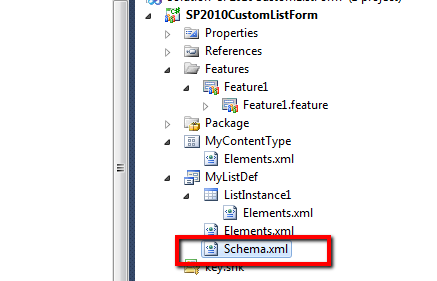 SP2010CustomListForm
Properties
References
Features
Feature1
Feature1.feature
Package
MyContentType
Elements.xml
MyListDef
ListInstance1
Elements.xml
Elements.xml
Schema.xml
key.snk